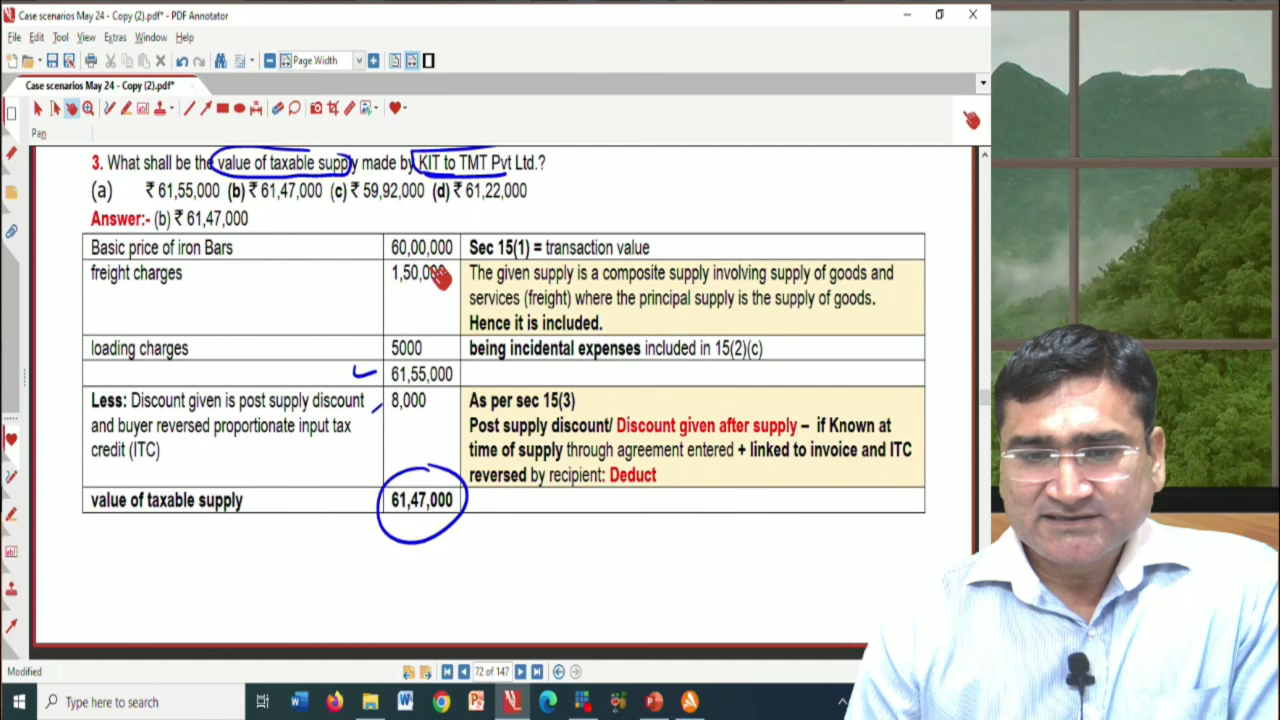 Case scenarios May 24 - Copy (2).pdf* - PDF Annotator
File Edit Tool View Extras Window Help
Page Width
Case scenarios May 24 - Copy (2).pdf*
Pan
3. What shall be the value of taxable supply made by KIT to TMT Pvt Ltd.?
(a) ₹ 61,55,000 (b) ₹ 61,47,000 (c) ₹ 59,92,000 (d) ₹ 61,22,000
Answer:- (b) ₹ 61,47,000
Basic price of iron Bars 60,00,000 Sec 15(1) = transaction value
freight charges 1,50,000 The given supply is a composite supply involving supply of goods and
services (freight) where the principal supply is the supply of goods.
Hence it is included.
loading charges 5000 being incidental expenses included in 15(2)(c)
61,55,000
Less: Discount given is post supply discount 8,000 As per sec 15(3)
and buyer reversed proportionate input tax Post supply discount/ Discount given after supply – if Known at
credit (ITC) time of supply through agreement entered + linked to invoice and ITC
reversed by recipient: Deduct
value of taxable supply 61,47,000
Modified 72 of 147
Type here to search